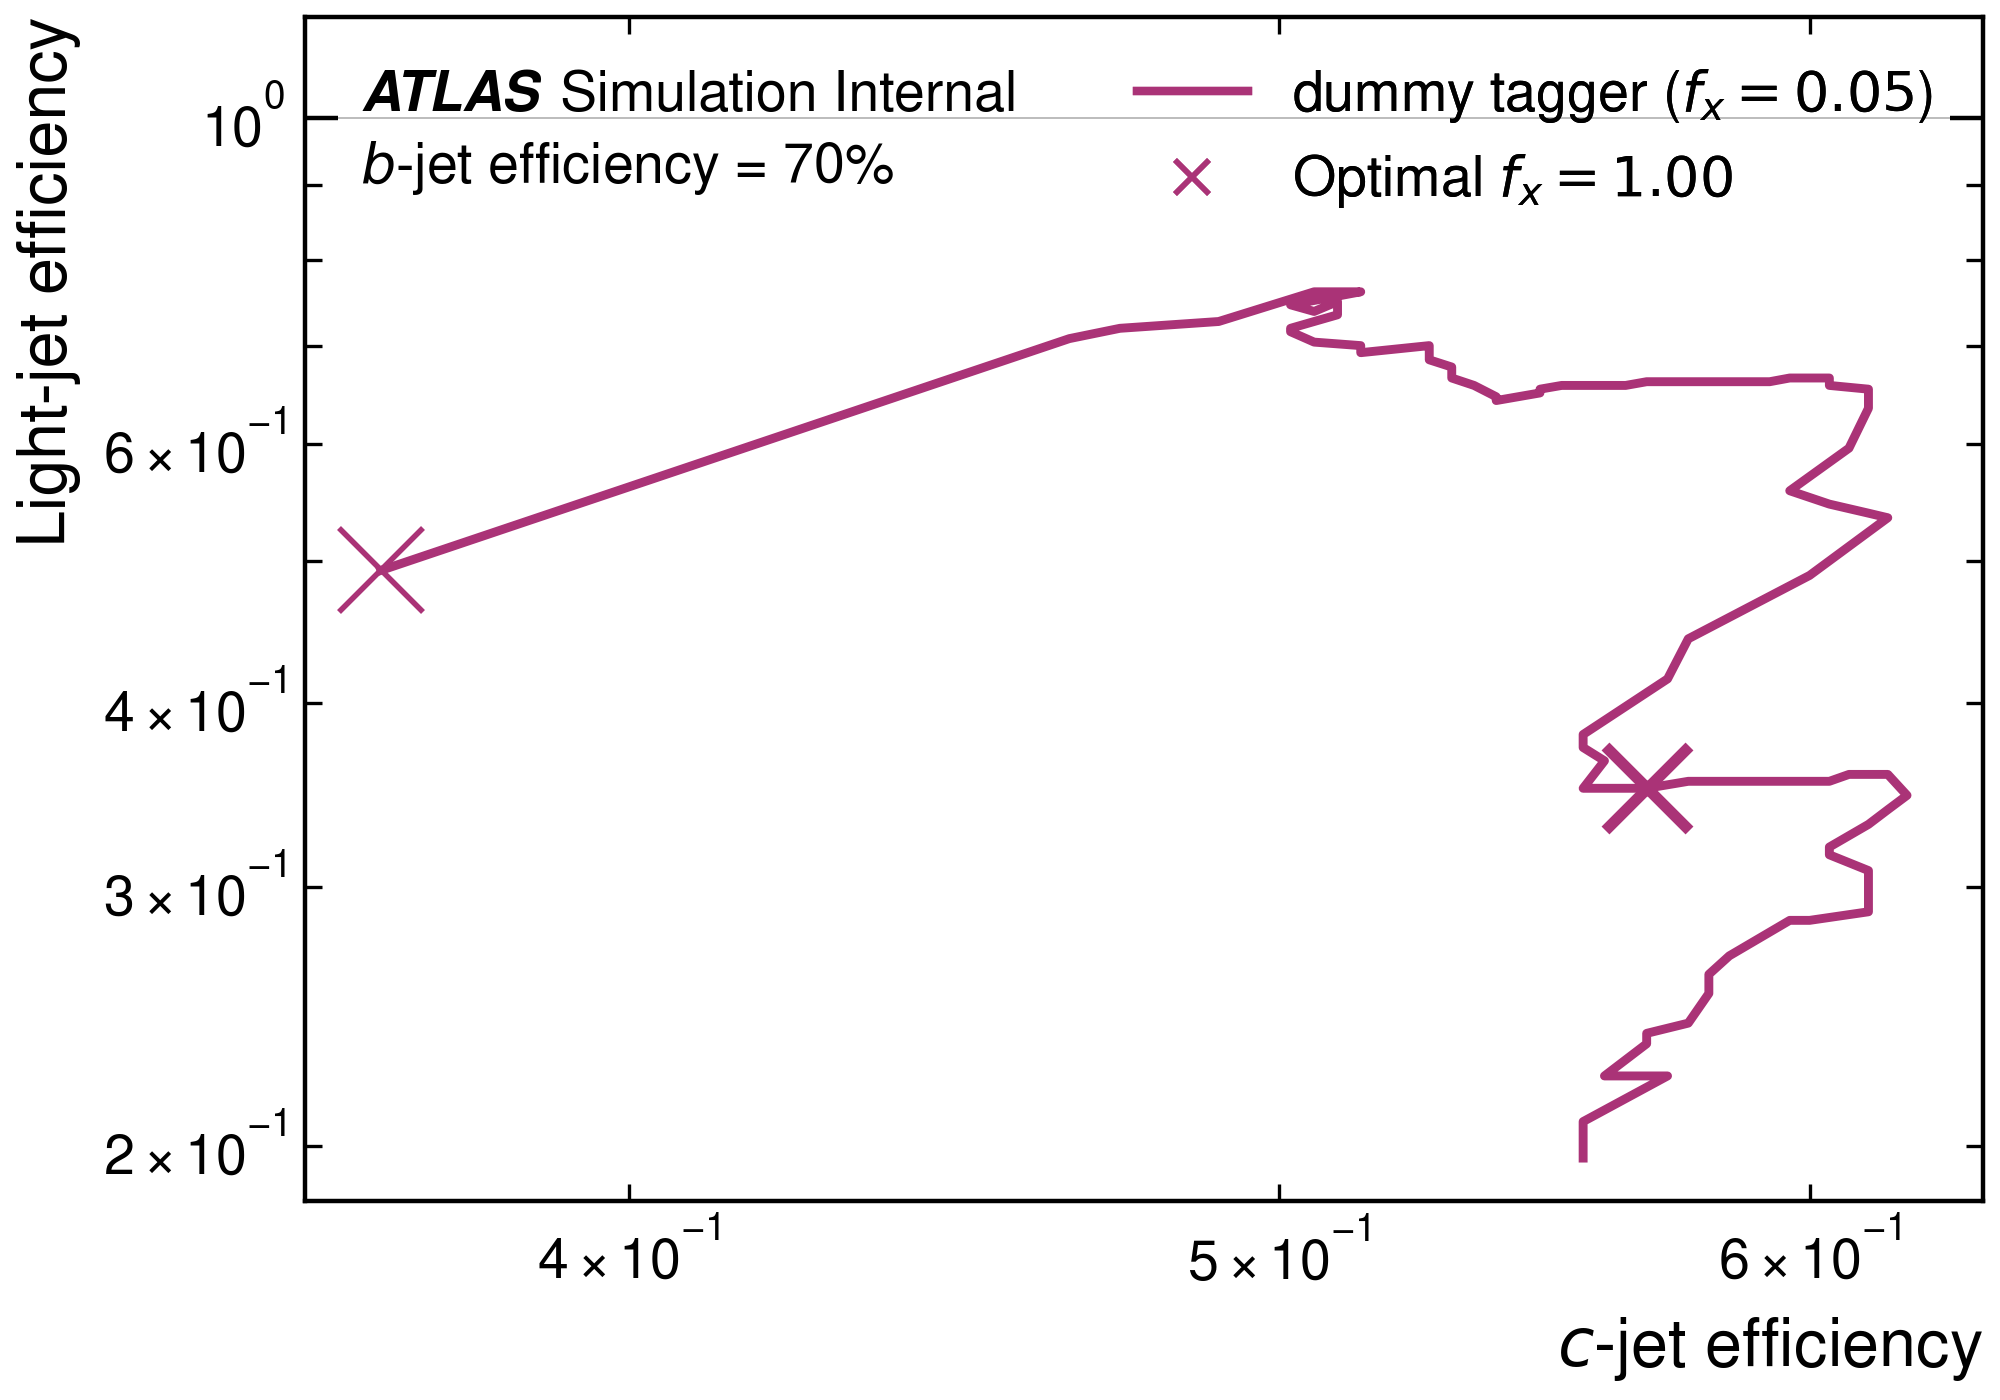 ATLAS Simulation Internal
b-jet efficiency = 70%
dummy tagger (fₓ = 0.05)
Optimal fₓ = 1.00
Light-jet efficiency
10⁰
6 × 10⁻¹
4 × 10⁻¹
3 × 10⁻¹
2 × 10⁻¹
4 × 10⁻¹ 5 × 10⁻¹ 6 × 10⁻¹
c-jet efficiency